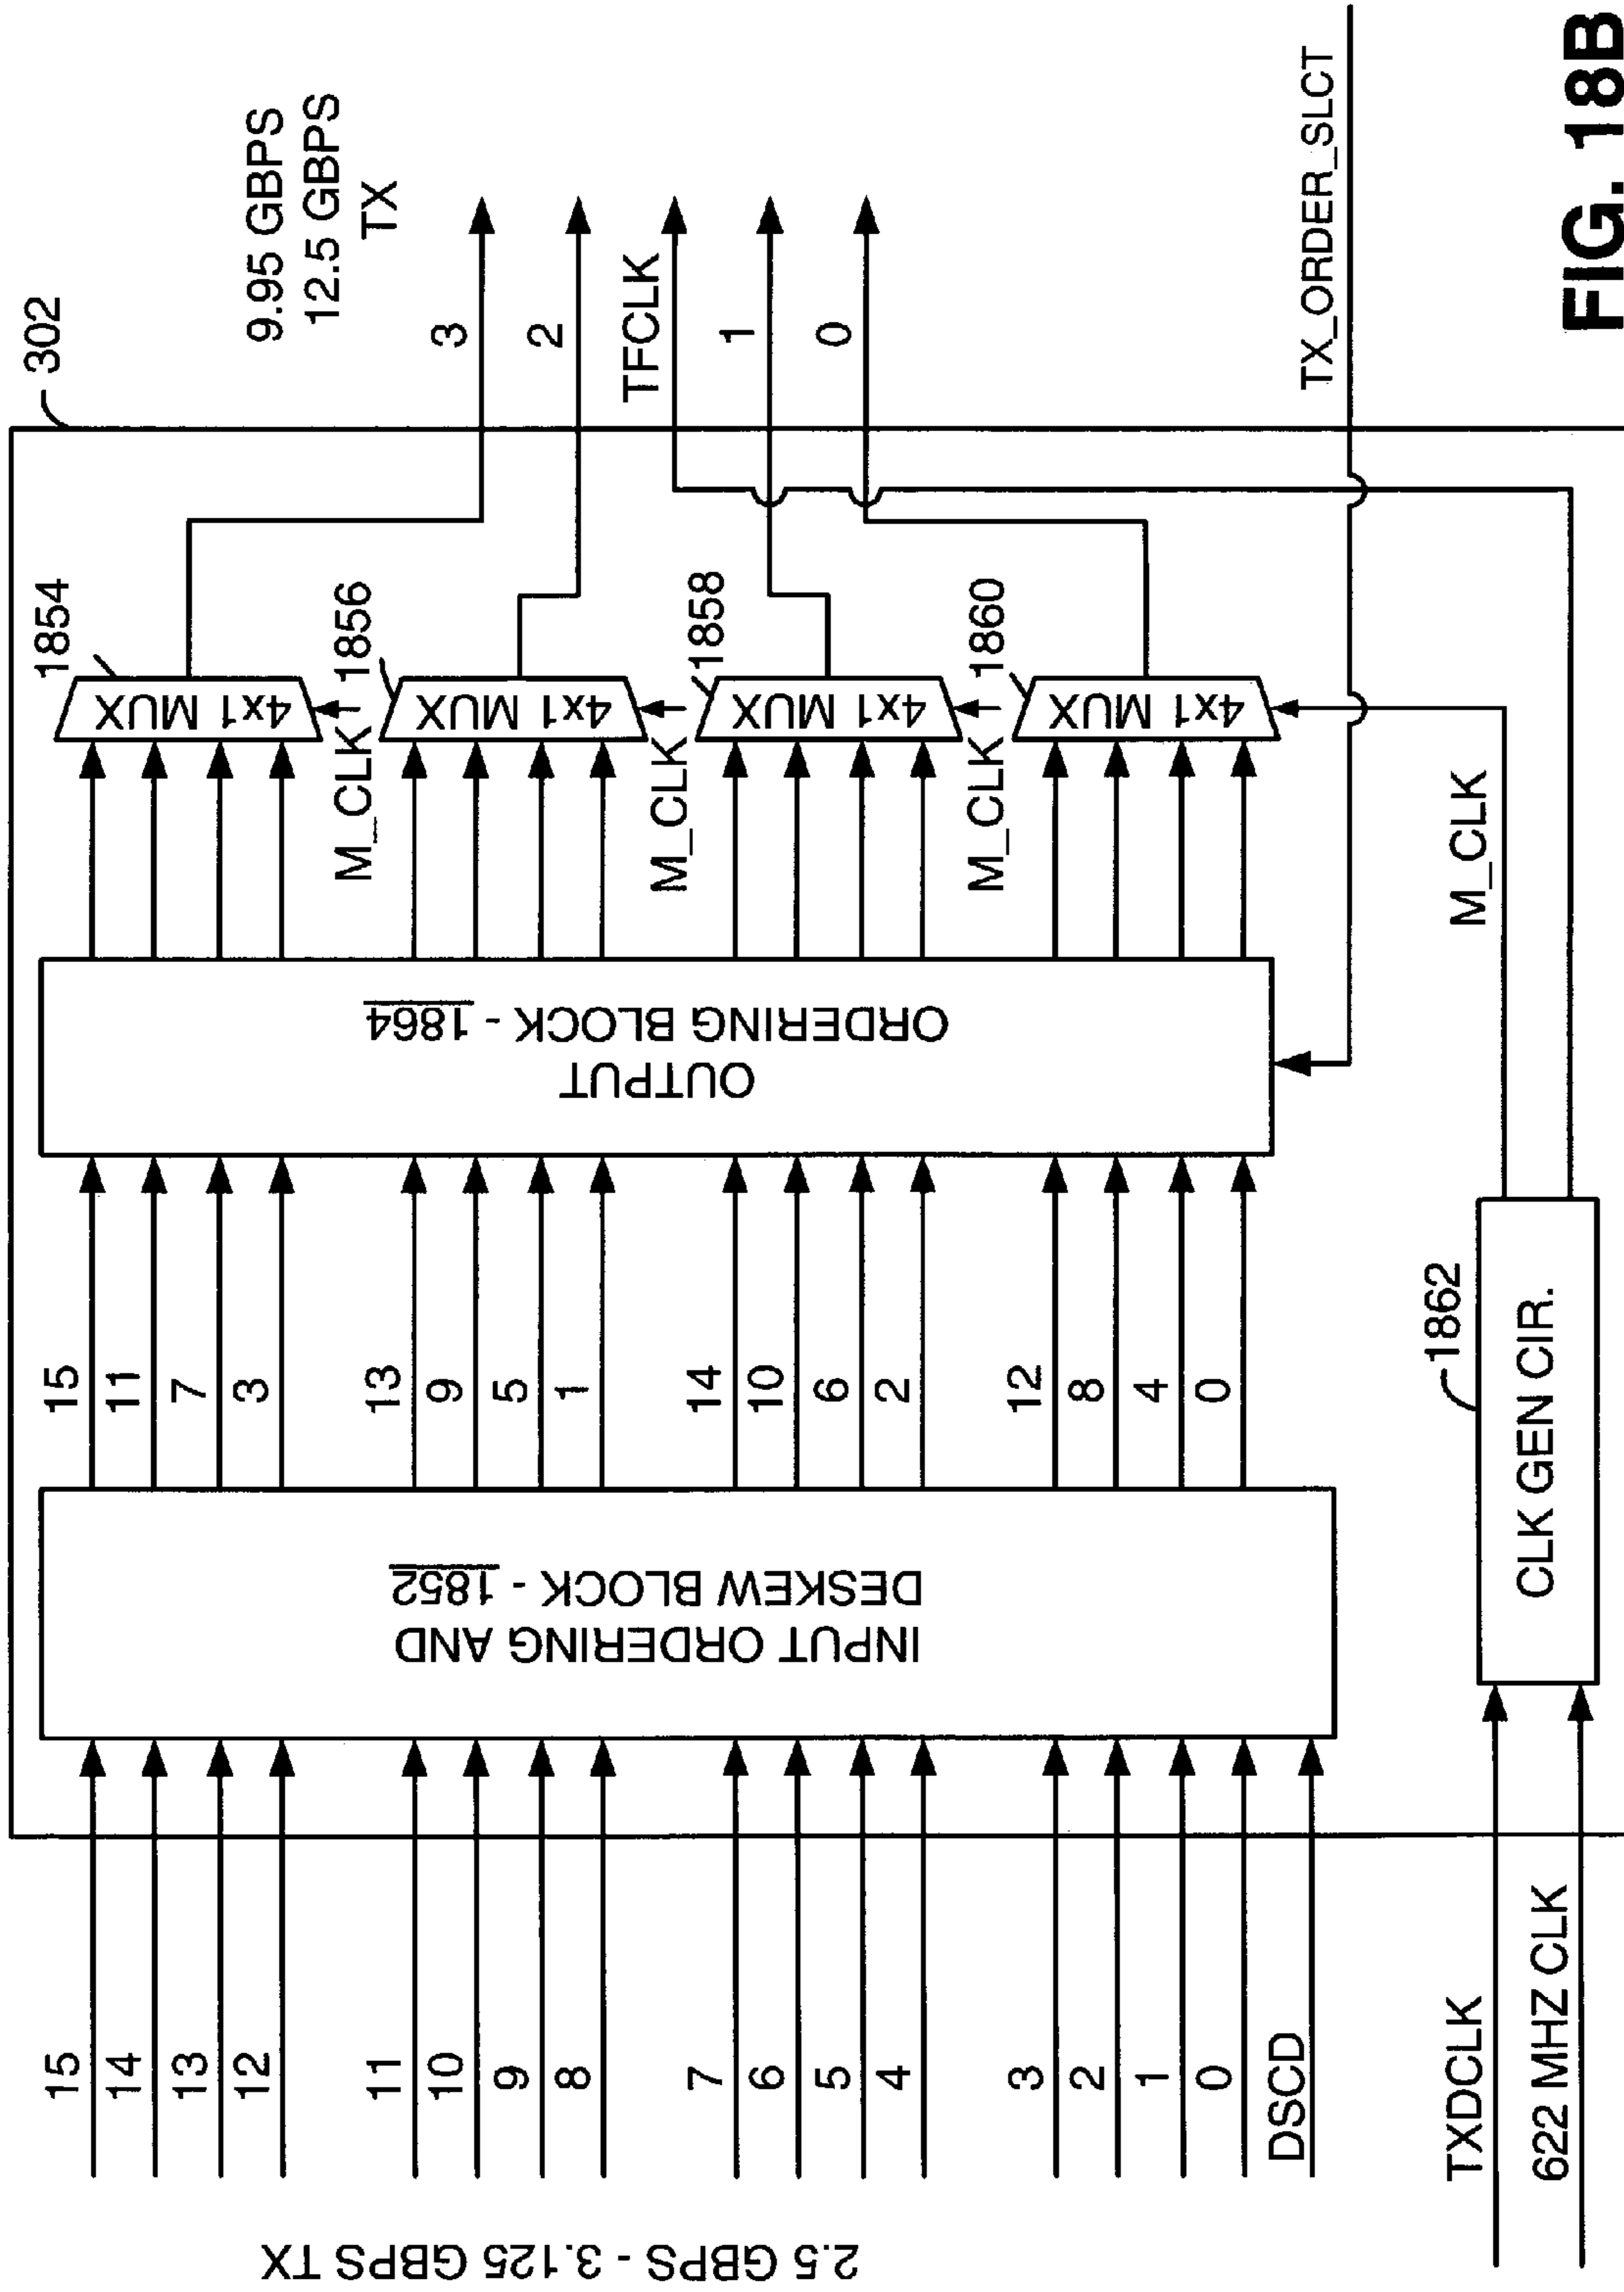 2.5 GBPS - 3.125 GBPS TX
15
14
13
12
11
10
9
8
7
6
5
4
3
2
1
0
DSCD
TXDCLK
622 MHZ CLK
INPUT ORDERING AND
DESKEW BLOCK - 1852
15
11
7
3
13
9
5
1
14
10
6
2
12
8
4
0
OUTPUT
ORDERING BLOCK - 1864
CLK GEN CIR.
1862
M_CLK
4x1 MUX
1854
M_CLK
4x1 MUX
1856
M_CLK
4x1 MUX
1858
M_CLK
4x1 MUX
1860
302
9.95 GBPS
12.5 GBPS
TX
3
2
TFCLK
1
0
TX_ORDER_SLCT
FIG. 18B